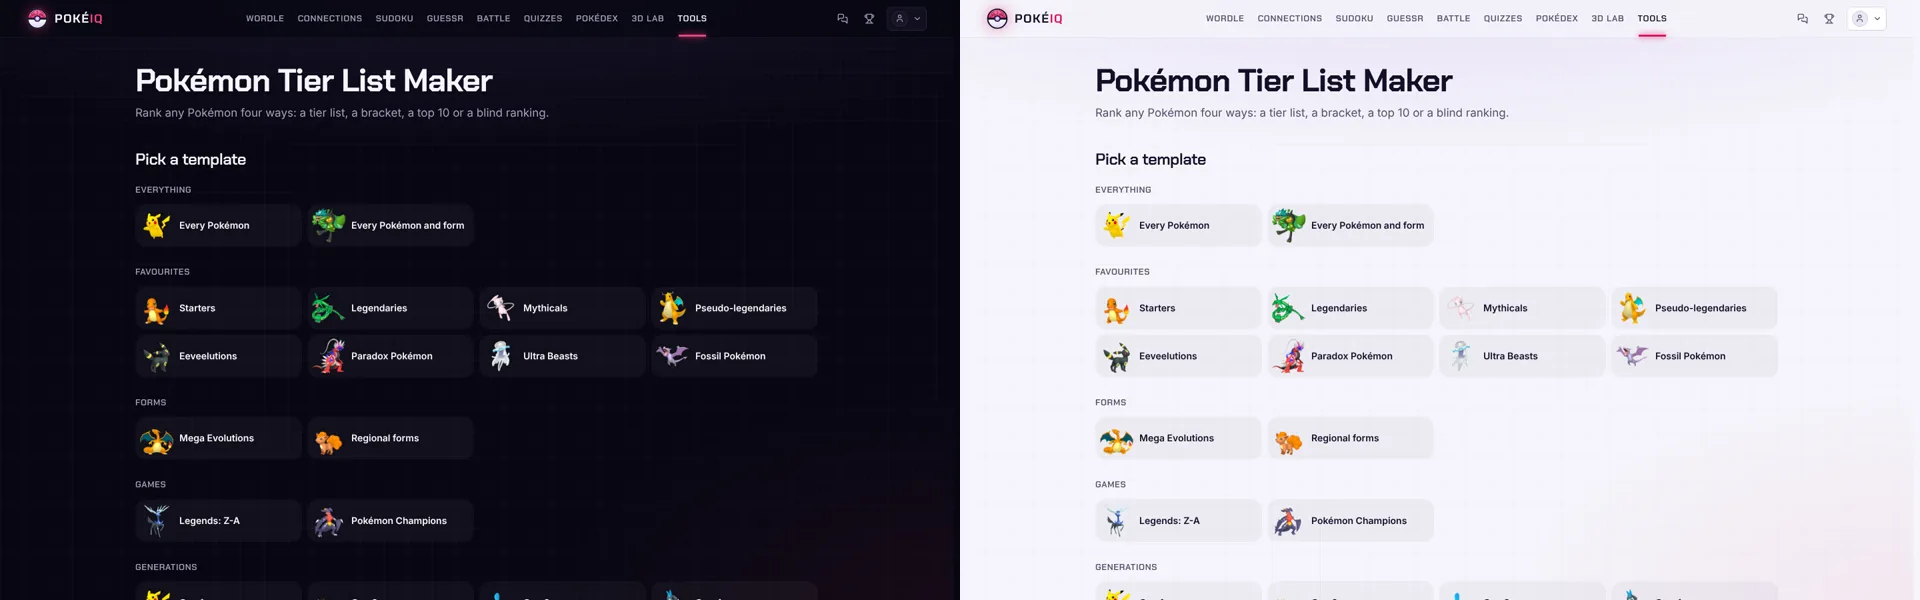 POKÉIQ WORDLE CONNECTIONS SUDOKU GUESSR BATTLE QUIZZES POKÉDEX 3D LAB TOOLS
Pokémon Tier List Maker
Rank any Pokémon four ways: a tier list, a bracket, a top 10 or a blind ranking.
Pick a template
EVERYTHING
Every Pokémon Every Pokémon and form
FAVOURITES
Starters Legendaries Mythicals Pseudo-legendaries
Eeveelutions Paradox Pokémon Ultra Beasts Fossil Pokémon
FORMS
Mega Evolutions Regional forms
GAMES
Legends: Z-A Pokémon Champions
GENERATIONS
POKÉIQ WORDLE CONNECTIONS SUDOKU GUESSR BATTLE QUIZZES POKÉDEX 3D LAB TOOLS
Pokémon Tier List Maker
Rank any Pokémon four ways: a tier list, a bracket, a top 10 or a blind ranking.
Pick a template
EVERYTHING
Every Pokémon Every Pokémon and form
FAVOURITES
Starters Legendaries Mythicals Pseudo-legendaries
Eeveelutions Paradox Pokémon Ultra Beasts Fossil Pokémon
FORMS
Mega Evolutions Regional forms
GAMES
Legends: Z-A Pokémon Champions
GENERATIONS